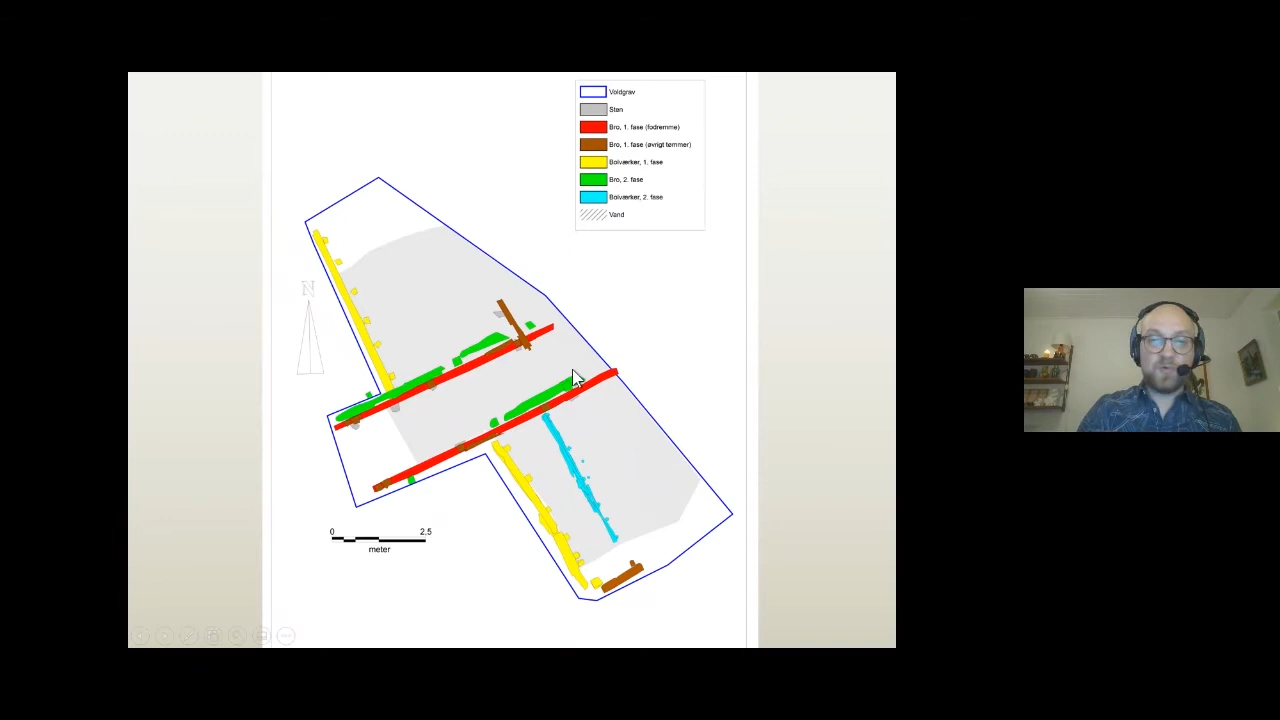 Voldgrav
Sten
Bro, 1. fase (fodremme)
Bro, 1. fase (øvrigt tømmer)
Bolværker, 1. fase
Bro, 2. fase
Bolværker, 2. fase
Vand
N
0 2,5
meter